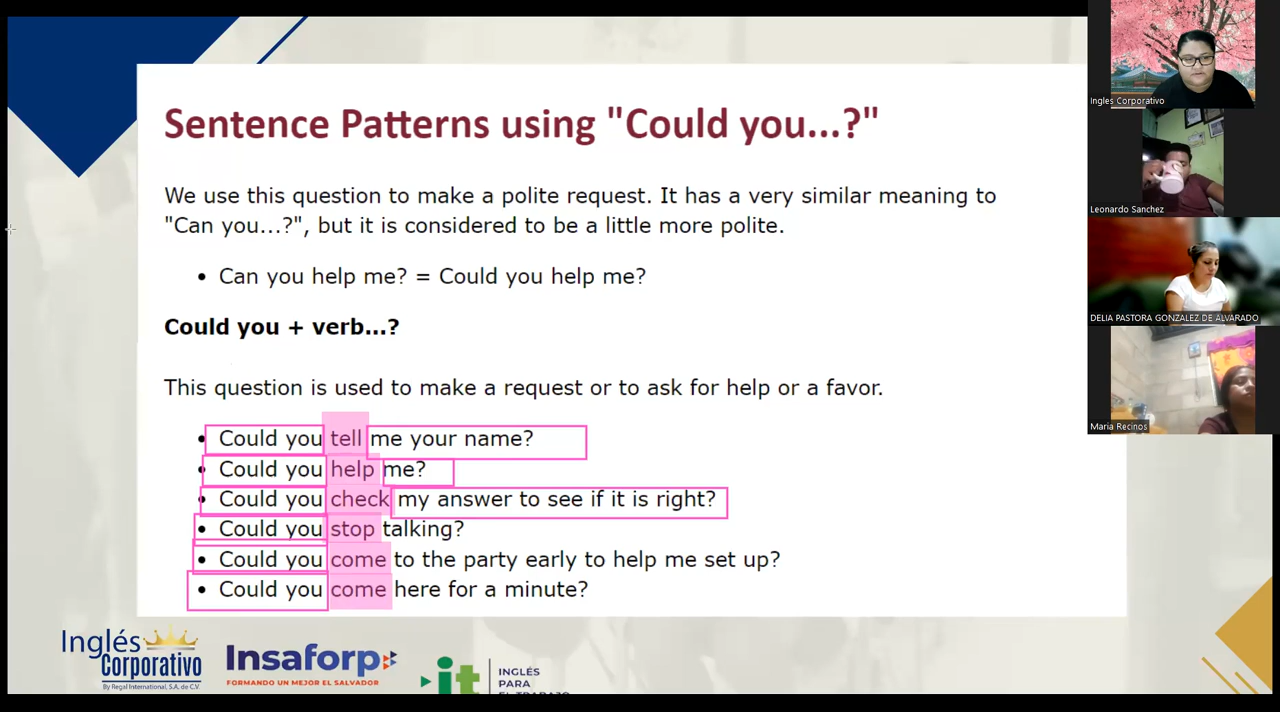 Sentence Patterns using "Could you...?"
We use this question to make a polite request. It has a very similar meaning to
"Can you...?", but it is considered to be a little more polite.
• Can you help me? = Could you help me?
Could you + verb...?
This question is used to make a request or to ask for help or a favor.
• Could you tell me your name?
• Could you help me?
• Could you check my answer to see if it is right?
• Could you stop talking?
• Could you come to the party early to help me set up?
• Could you come here for a minute?
Inglés
Corporativo
By Regal International, S.A. de C.V.
Insaforp
FORMANDO UN MEJOR EL SALVADOR
it
INGLÉS
PARA
EL TRABAJO
Ingles Corporativo
Leonardo Sanchez
DELIA PASTORA GONZALEZ DE ALVARADO
Maria Recinos